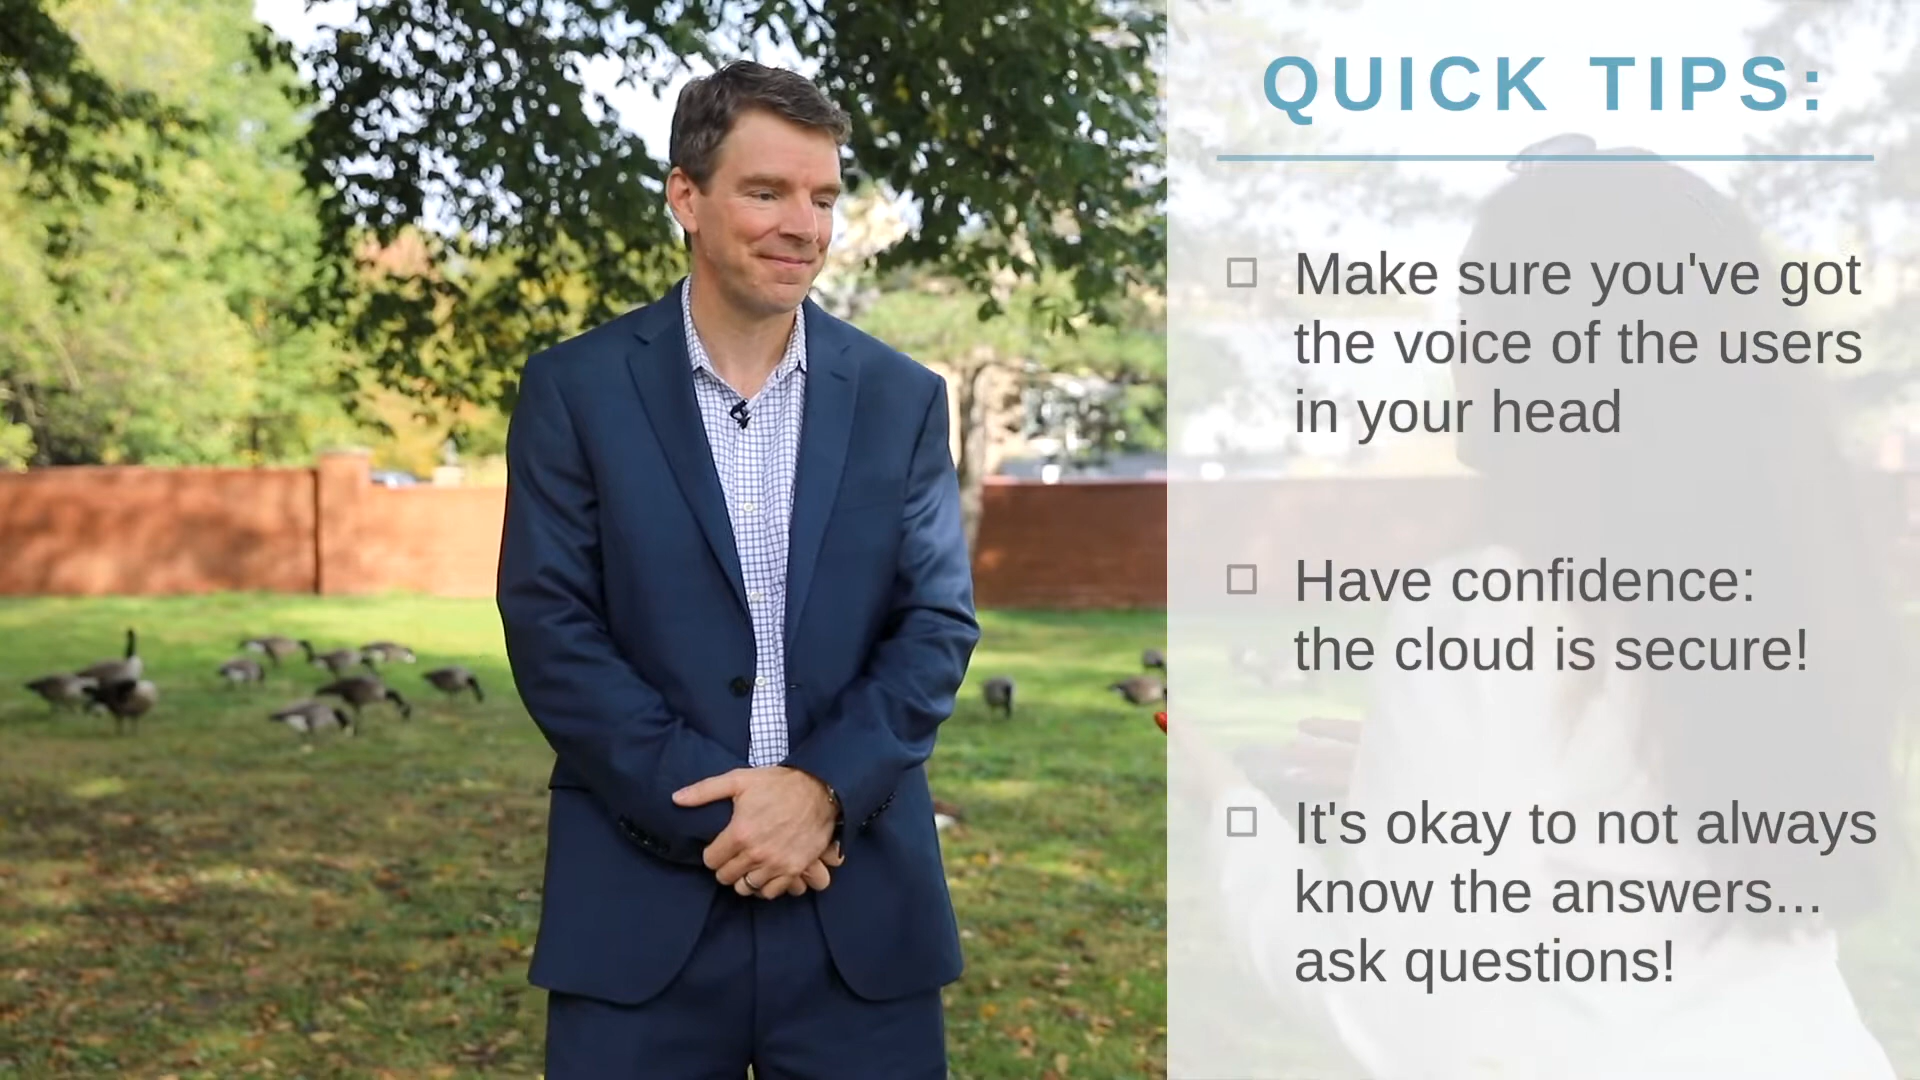 QUICK TIPS:
Make sure you've got
the voice of the users
in your head
Have confidence:
the cloud is secure!
It's okay to not always
know the answers...
ask questions!